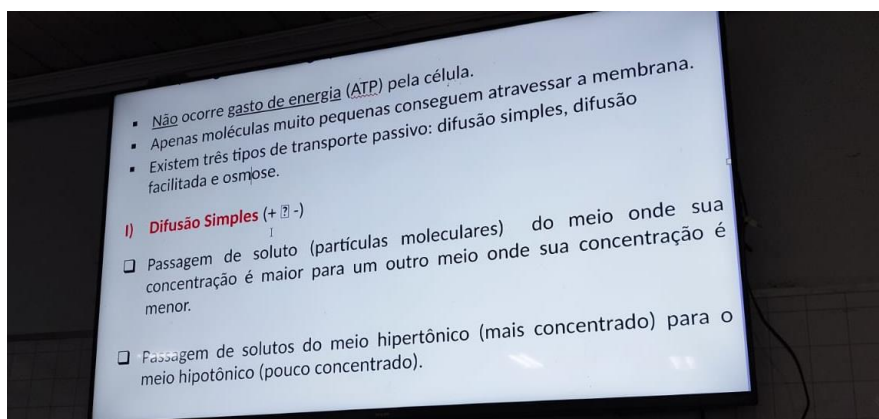 ▪ Não ocorre gasto de energia (ATP) pela célula.
▪ Apenas moléculas muito pequenas conseguem atravessar a membrana.
▪ Existem três tipos de transporte passivo: difusão simples, difusão
facilitada e osmose.
I) Difusão Simples (+ ⍰ -)
❑ Passagem de soluto (partículas moleculares) do meio onde sua
concentração é maior para um outro meio onde sua concentração é
menor.
❑ Passagem de solutos do meio hipertônico (mais concentrado) para o
meio hipotônico (pouco concentrado).